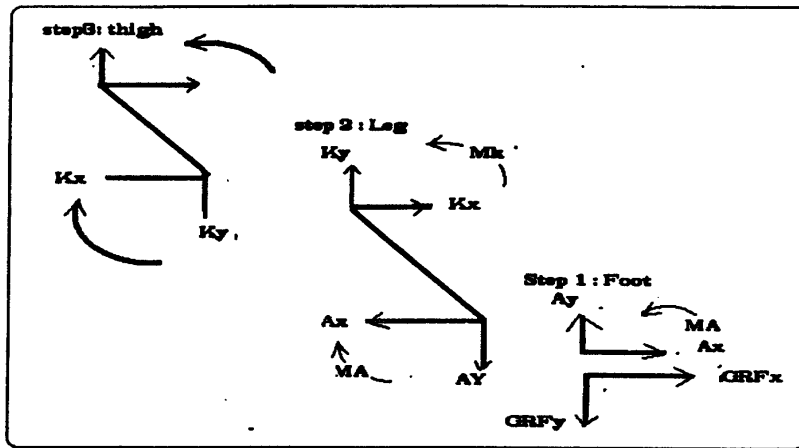 step3: thigh
Kx
Ky
step 2 : Leg
Ky
Mk
Kx
Ax
MA
AY
Step 1 : Foot
Ay
MA
Ax
GRFx
GRFy